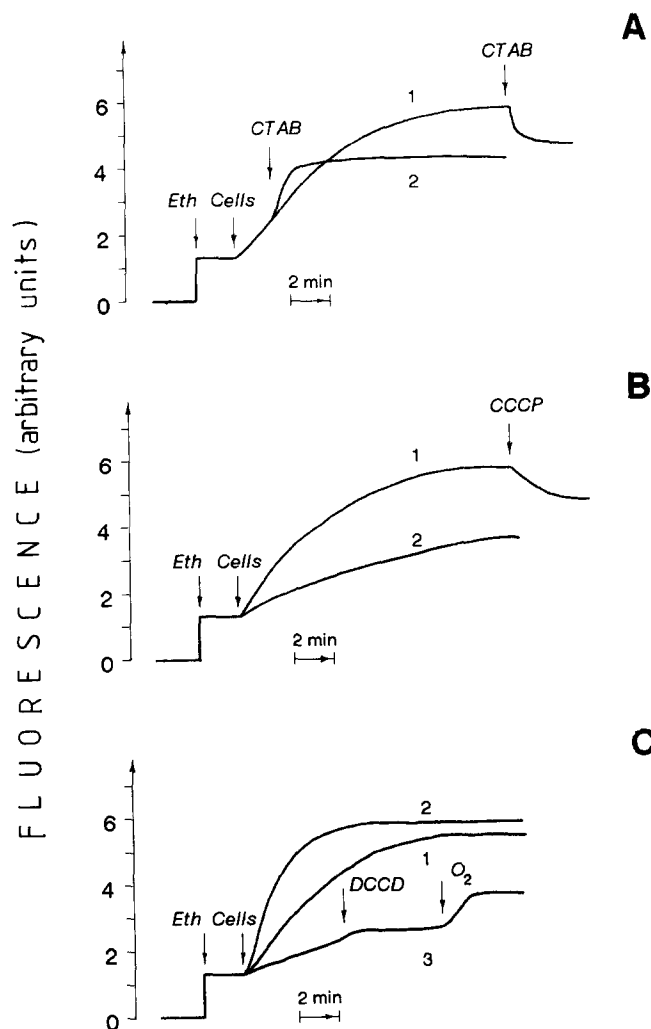 A
CTAB
1
6
CTAB
4
2
Eth Cells
2
2 min
0
B
CCCP
1
6
4
2
Eth Cells
2
2 min
0
C
2
6
1
DCCD O2
4
Eth Cells
2
3
2 min
0
FLUORESCENCE (arbitrary units)